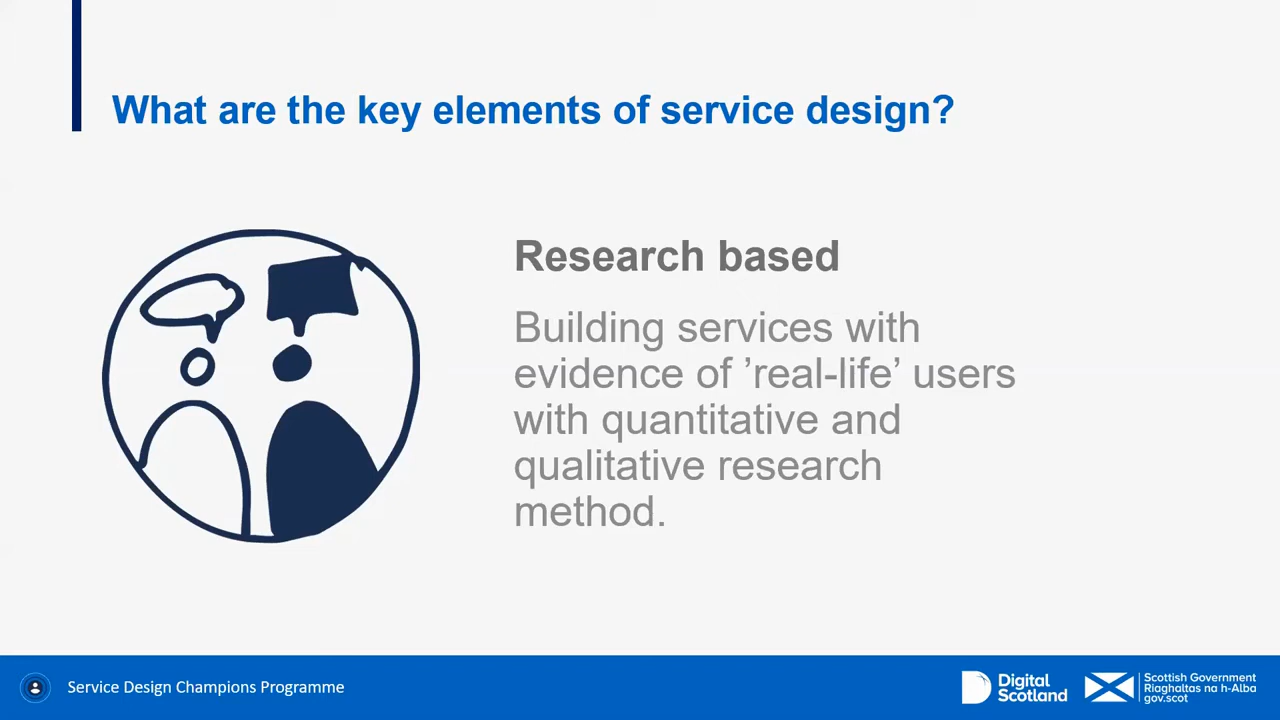 What are the key elements of service design?
Research based
Building services with
evidence of ’real-life’ users
with quantitative and
qualitative research
method.
Service Design Champions Programme
Digital
Scotland
Scottish Government
Riaghaltas na h-Alba
gov.scot